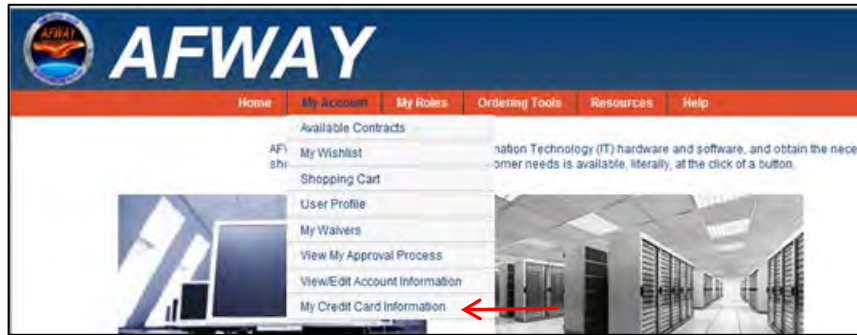 AFWAY
AFWAY
Home My Account My Roles Ordering Tools Resources Help
Available Contracts
My Wishlist
Shopping Cart
User Profile
My Waivers
View My Approval Process
View/Edit Account Information
My Credit Card Information
AFW
mation Technology (IT) hardware and software, and obtain the nece
sho
omer needs is available, literally, at the click of a button.